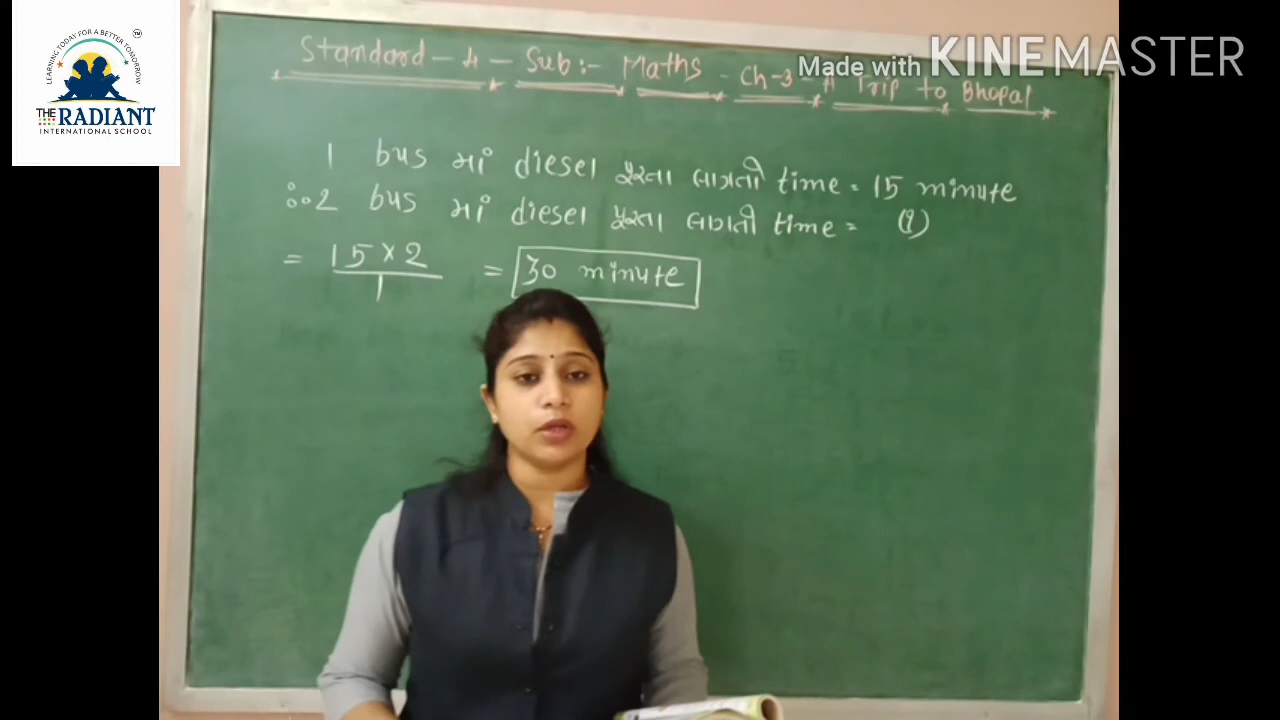 LEARNING TODAY FOR A BETTER TOMORROW
TM
THE RADIANT
INTERNATIONAL SCHOOL
Made with KINEMASTER
Standard - 4 - Sub:- Maths - Ch-3 - A Trip to Bhopal
1 bus માં diesel પુરતા લાગતો time = 15 minute
∴ 2 bus માં diesel પુરતા લાગતો time = (?)
= 15 × 2 = 30 minute
1